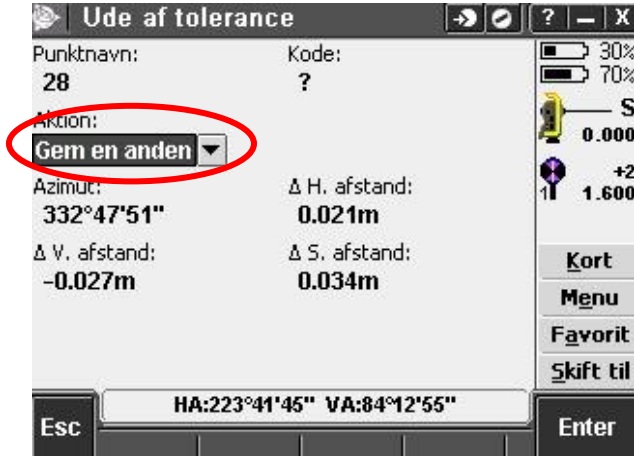 Ude af tolerance
? – X
Punktnavn:
Kode:
28
?
Aktion:
Gem en anden
Azimut:
Δ H. afstand:
332°47'51"
0.021m
Δ V. afstand:
Δ S. afstand:
-0.027m
0.034m
30%
70%
S
0.000
+2
1
1.600
Kort
Menu
Favorit
Skift til
HA:223°41'45" VA:84°12'55"
Esc
Enter